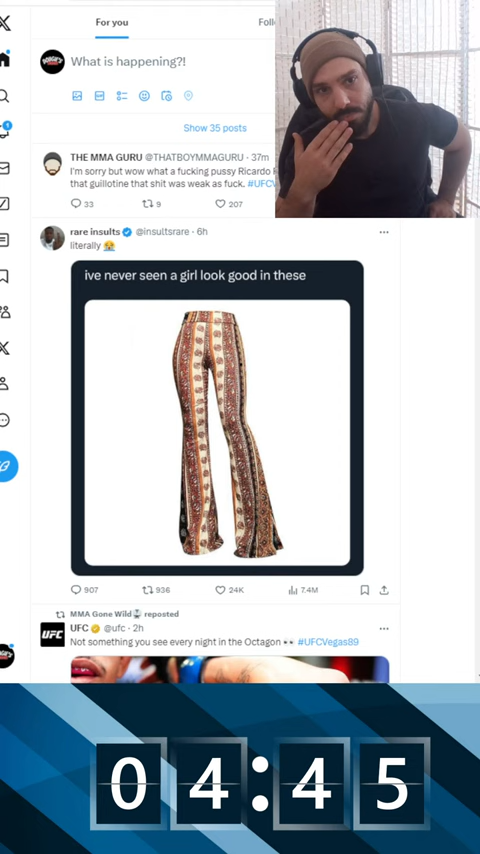 For you
What is happening?!
Show 35 posts
THE MMA GURU @THATBOYMMAGURU · 37m
I'm sorry but wow what a fucking pussy Ricardo
that guillotine that shit was weak as fuck.
33 9 207
rare insults @insultsrare · 6h
literally 😭
ive never seen a girl look good in these
907 936 24K 7.4M
MMA Gone Wild reposted
UFC UFC @ufc · 2h
Not something you see every night in the Octagon 👀 #UFCVegas89
04:45